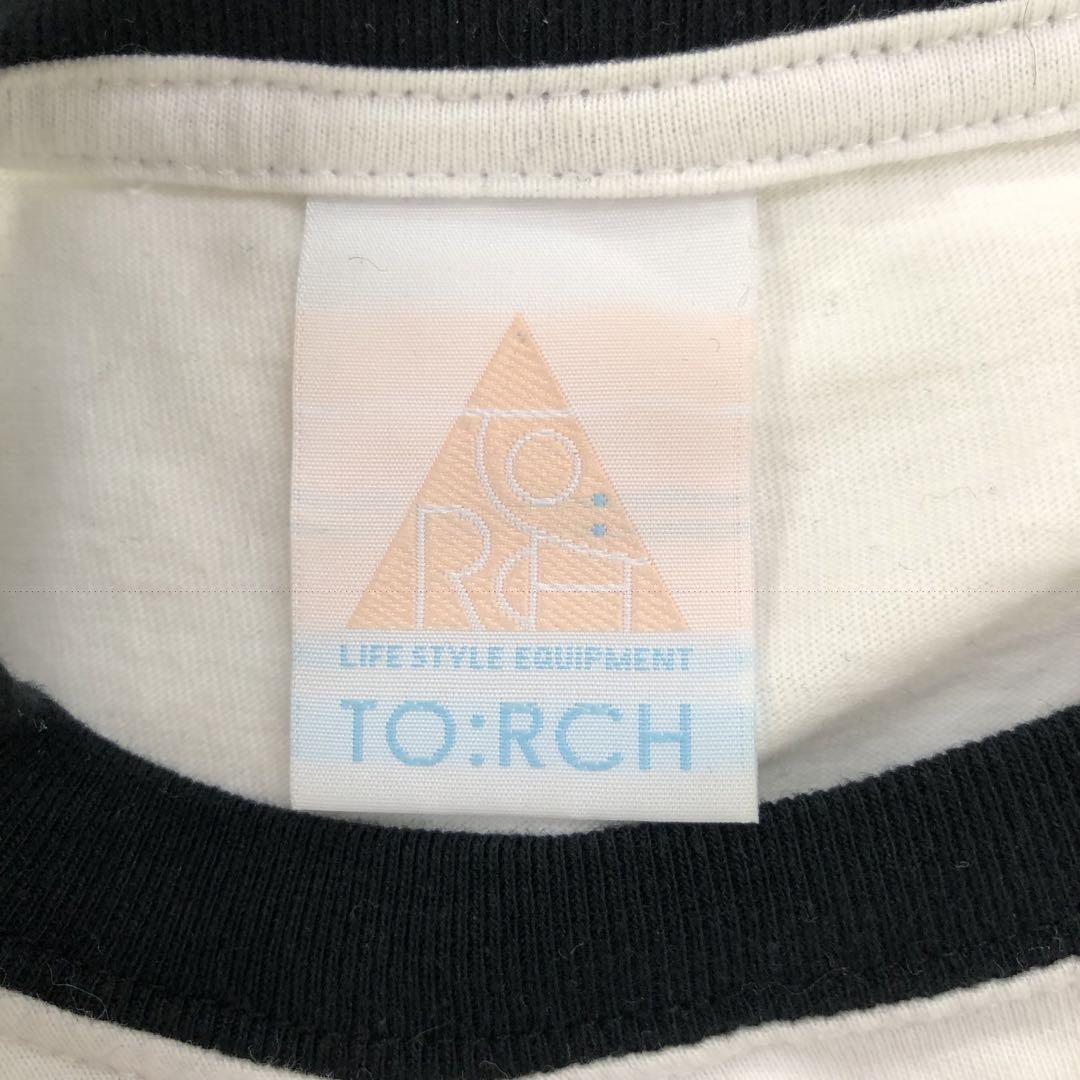 TO:
RCH
LIFE STYLE EQUIPMENT
TO:RCH